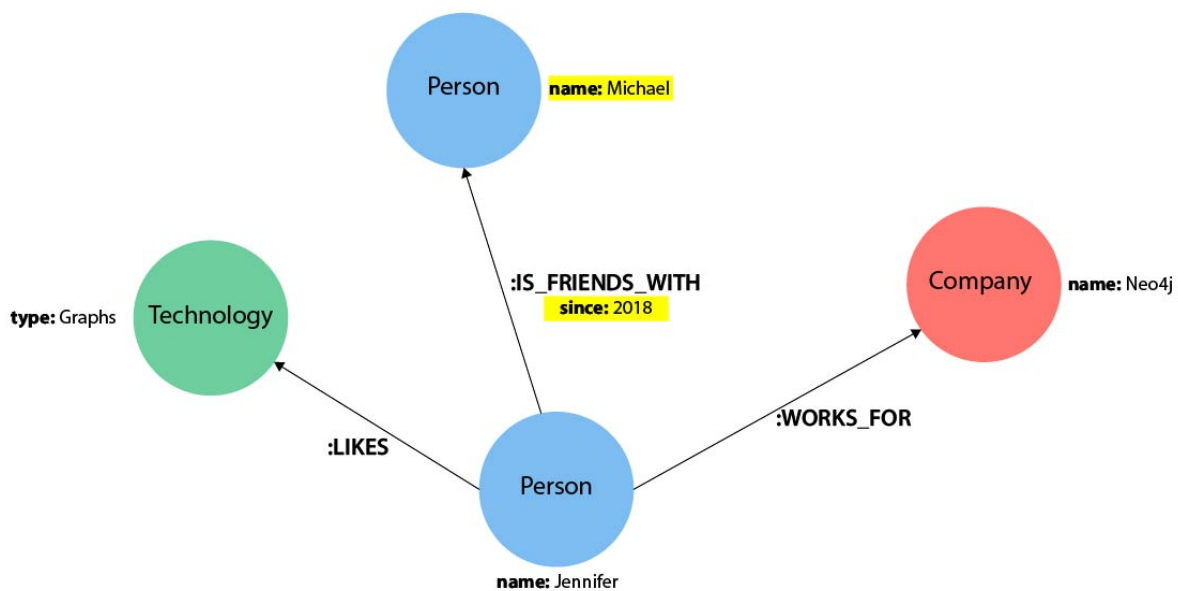 Person
name: Michael
:IS_FRIENDS_WITH
since: 2018
Company
name: Neo4j
type: Graphs
Technology
:LIKES
:WORKS_FOR
Person
name: Jennifer